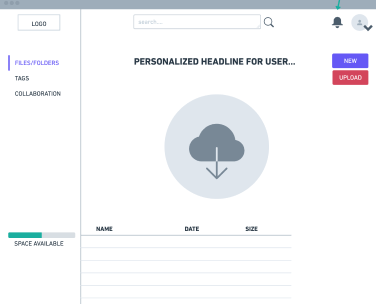 LOGO
search...
FILES/FOLDERS
TAGS
COLLABORATION
PERSONALIZED HEADLINE FOR USER...
NEW
UPLOAD
NAME DATE SIZE
SPACE AVAILABLE